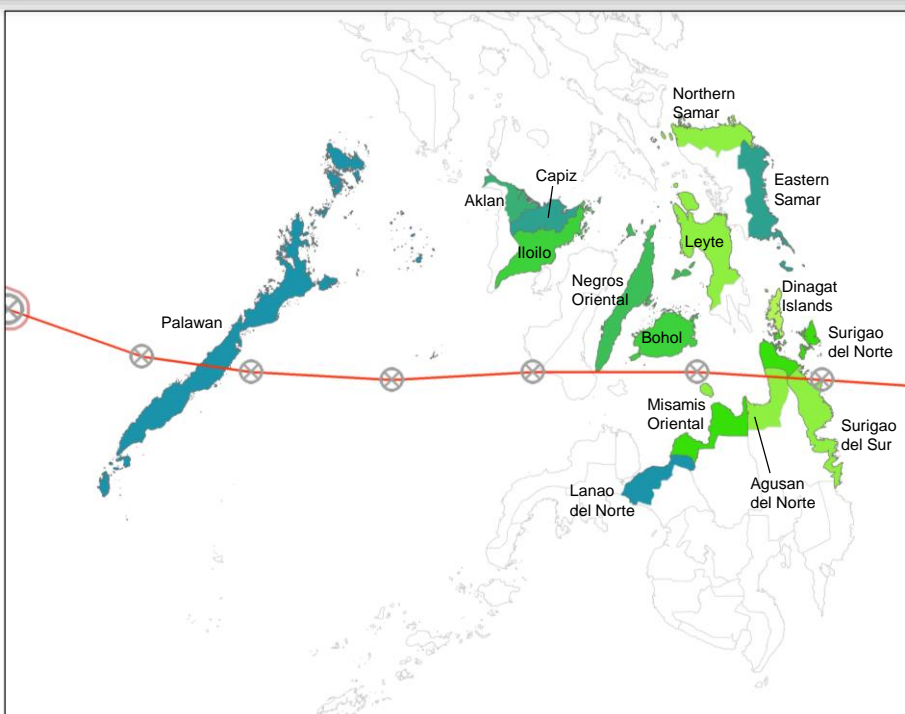 Northern
Samar
Capiz
Aklan
Eastern
Samar
Iloilo
Leyte
Negros
Oriental
Dinagat
Islands
Palawan
Bohol
Surigao
del Norte
Misamis
Oriental
Surigao
del Sur
Lanao
del Norte
Agusan
del Norte